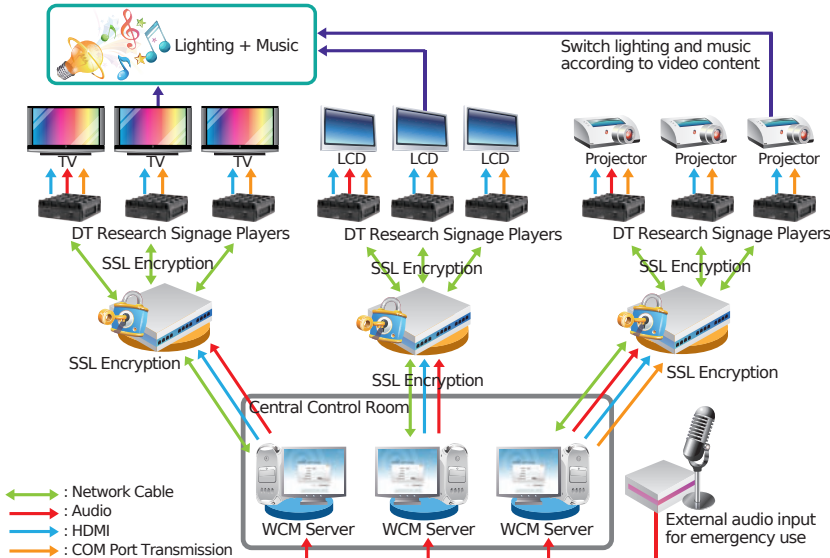 Lighting + Music
Switch lighting and music
according to video content
TV
TV
TV
LCD
LCD
LCD
Projector
Projector
Projector
DT Research Signage Players
DT Research Signage Players
DT Research Signage Players
SSL Encryption
SSL Encryption
SSL Encryption
SSL Encryption
SSL Encryption
SSL Encryption
Central Control Room
WCM Server
WCM Server
WCM Server
External audio input
for emergency use
: Network Cable
: Audio
: HDMI
: COM Port Transmission